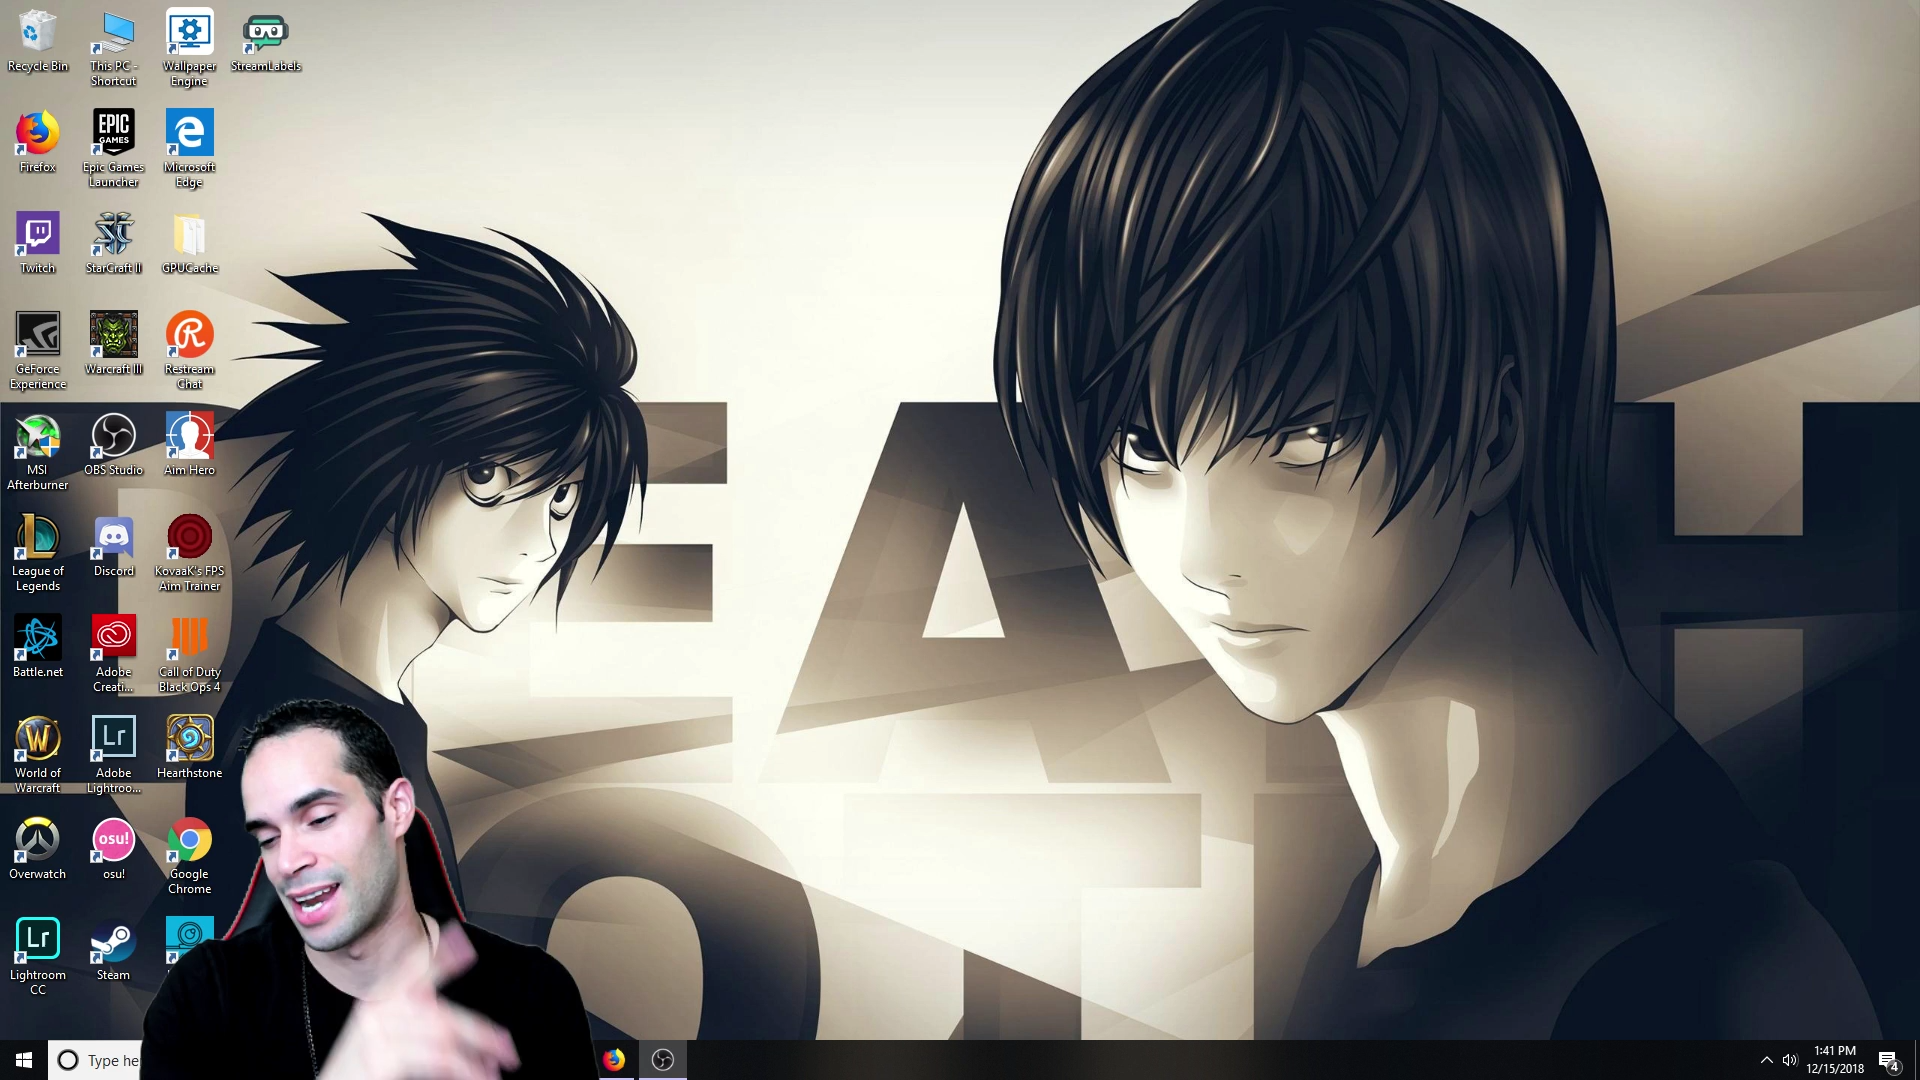 Recycle Bin
This PC -
Shortcut
Wallpaper
Engine
StreamLabels
Firefox
EPIC
GAMES
Epic Games
Launcher
Microsoft
Edge
Twitch
StarCraft II
GPUCache
GeForce
Experience
Warcraft III
Restream
Chat
MSI
Afterburner
OBS Studio
Aim Hero
League of
Legends
Discord
KovaaK's FPS
Aim Trainer
Battle.net
Adobe
Creati...
Call of Duty
Black Ops 4
World of
Warcraft
Lr
Adobe
Lightroo...
Hearthstone
Overwatch
osu!
osu!
Google
Chrome
Lr
Lightroom
CC
Steam
DEATH
NOTE
Type he
1:41 PM
12/15/2018
4